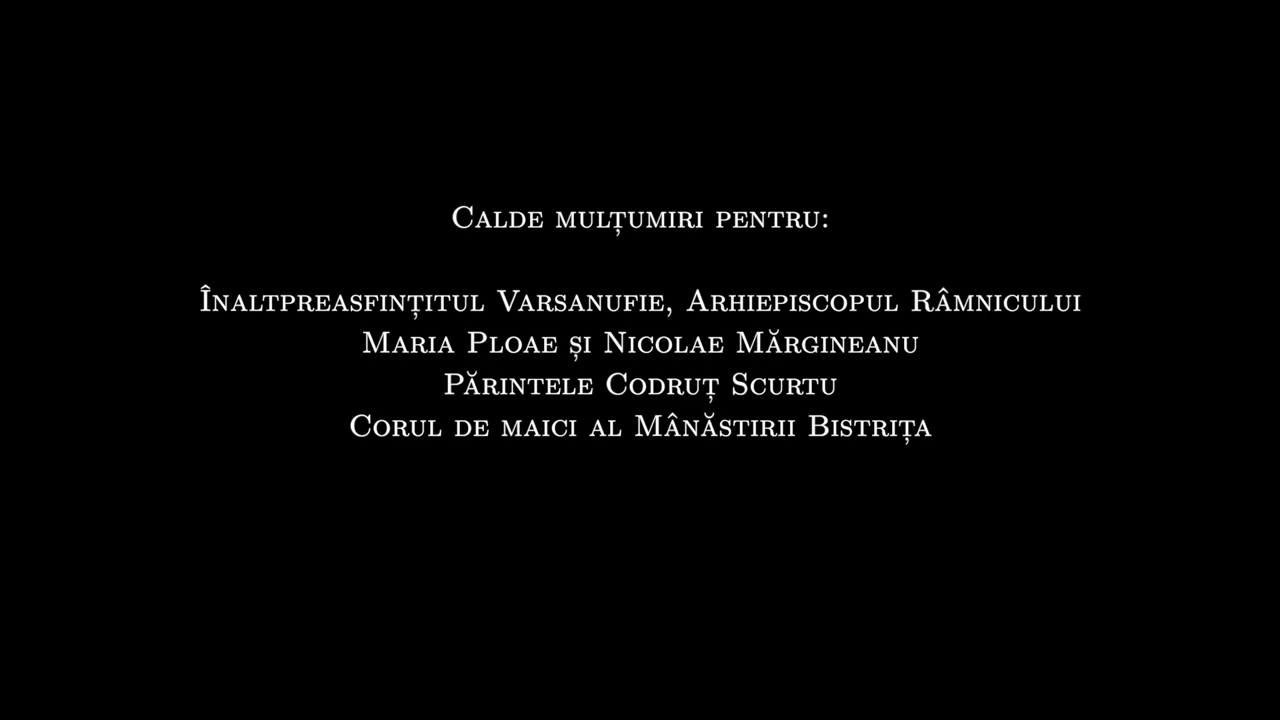 Calde mulțumiri pentru:
Înaltpreasfințitul Varsanufie, Arhiepiscopul Râmnicului
Maria Ploae și Nicolae Mărgineanu
Părintele Codruț Scurtu
Corul de maici al Mânăstirii Bistrița